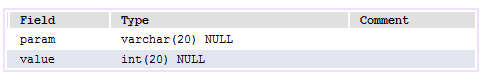 Field Type Comment
param varchar(20) NULL
value int(20) NULL